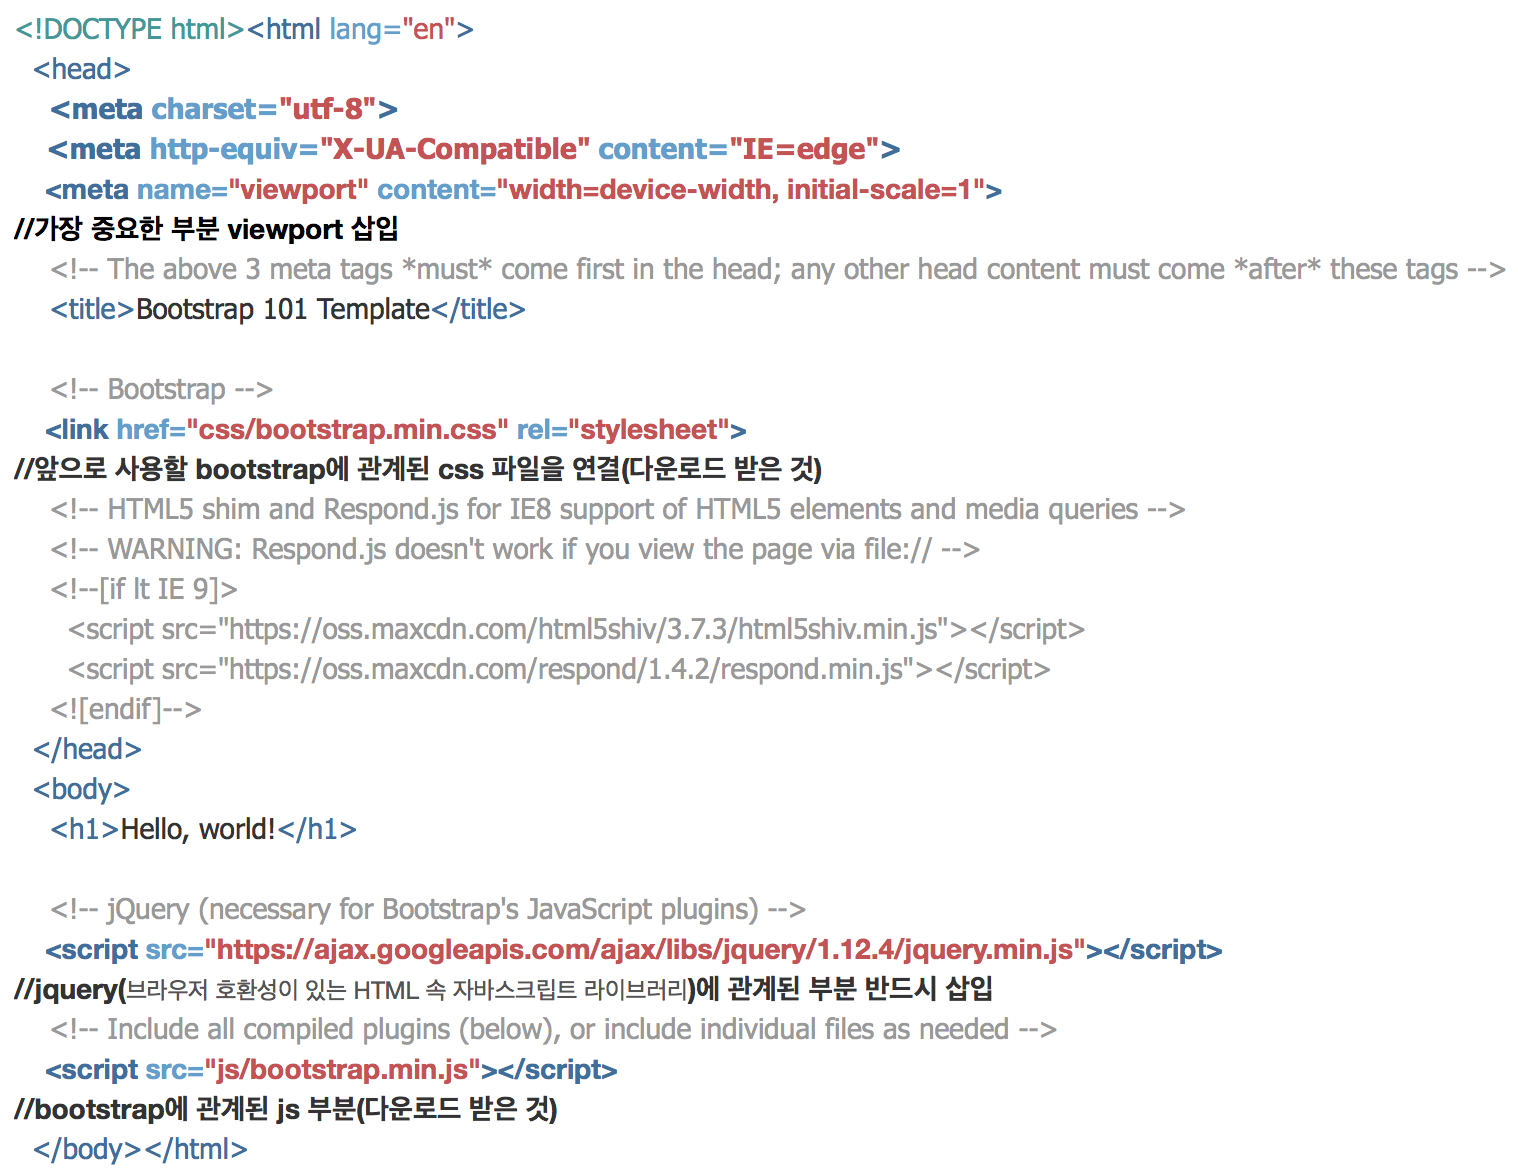 <!DOCTYPE html><html lang="en">
<head>
<meta charset="utf-8">
<meta http-equiv="X-UA-Compatible" content="IE=edge">
<meta name="viewport" content="width=device-width, initial-scale=1">
//가장 중요한 부분 viewport 삽입
<!-- The above 3 meta tags *must* come first in the head; any other head content must come *after* these tags -->
<title>Bootstrap 101 Template</title>
<!-- Bootstrap -->
<link href="css/bootstrap.min.css" rel="stylesheet">
//앞으로 사용할 bootstrap에 관계된 css 파일을 연결(다운로드 받은 것)
<!-- HTML5 shim and Respond.js for IE8 support of HTML5 elements and media queries -->
<!-- WARNING: Respond.js doesn't work if you view the page via file:// -->
<!--[if lt IE 9]>
<script src="https://oss.maxcdn.com/html5shiv/3.7.3/html5shiv.min.js"></script>
<script src="https://oss.maxcdn.com/respond/1.4.2/respond.min.js"></script>
<![endif]-->
</head>
<body>
<h1>Hello, world!</h1>
<!-- jQuery (necessary for Bootstrap's JavaScript plugins) -->
<script src="https://ajax.googleapis.com/ajax/libs/jquery/1.12.4/jquery.min.js"></script>
//jquery(브라우저 호환성이 있는 HTML 속 자바스크립트 라이브러리)에 관계된 부분 반드시 삽입
<!-- Include all compiled plugins (below), or include individual files as needed -->
<script src="js/bootstrap.min.js"></script>
//bootstrap에 관계된 js 부분(다운로드 받은 것)
</body></html>